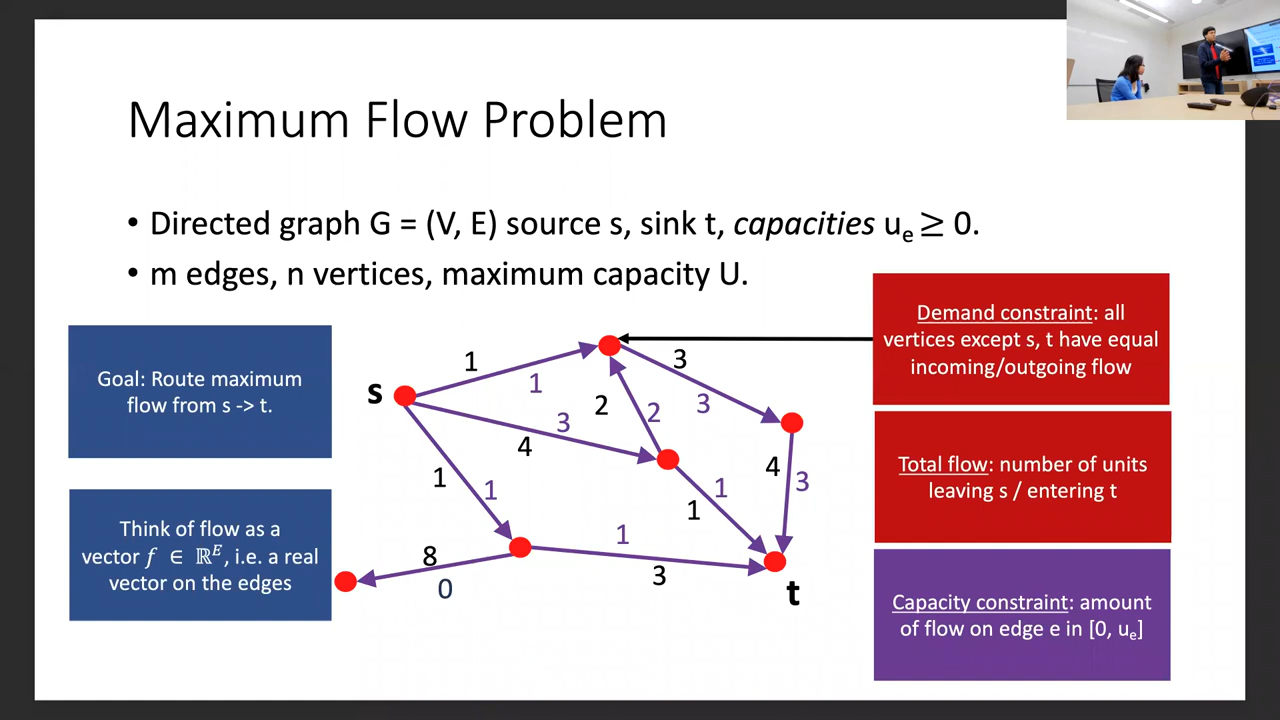 Maximum Flow Problem
• Directed graph G = (V, E) source s, sink t, capacities uₑ ≥ 0.
• m edges, n vertices, maximum capacity U.
Goal: Route maximum
flow from s -> t.
Think of flow as a
vector f ∈ ℝᴱ, i.e. a real
vector on the edges
s
1
1
3
4
1
1
2
2
3
3
4
3
1
1
1
3
8
0
t
Demand constraint: all
vertices except s, t have equal
incoming/outgoing flow
Total flow: number of units
leaving s / entering t
Capacity constraint: amount
of flow on edge e in [0, uₑ]